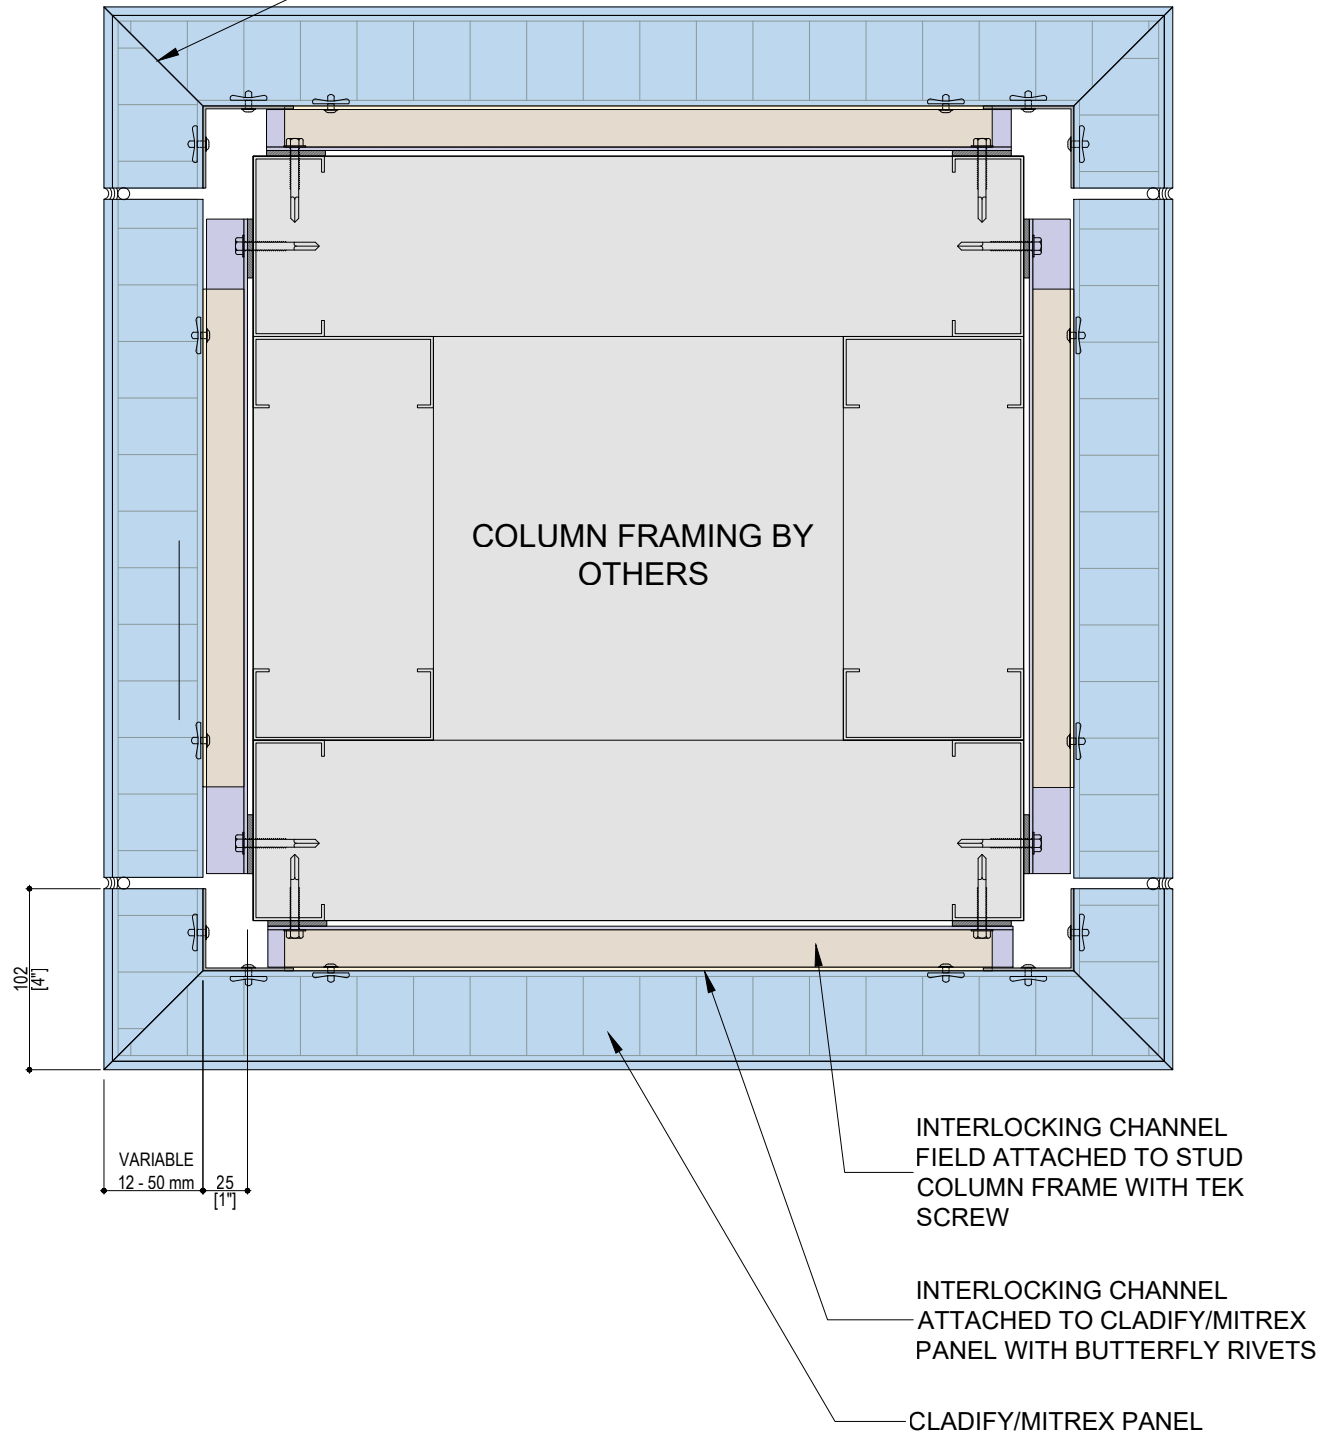 COLUMN FRAMING BY
OTHERS
102
[4"]
VARIABLE
12 - 50 mm
25
[1"]
INTERLOCKING CHANNEL
FIELD ATTACHED TO STUD
COLUMN FRAME WITH TEK
SCREW
INTERLOCKING CHANNEL
ATTACHED TO CLADIFY/MITREX
PANEL WITH BUTTERFLY RIVETS
CLADIFY/MITREX PANEL